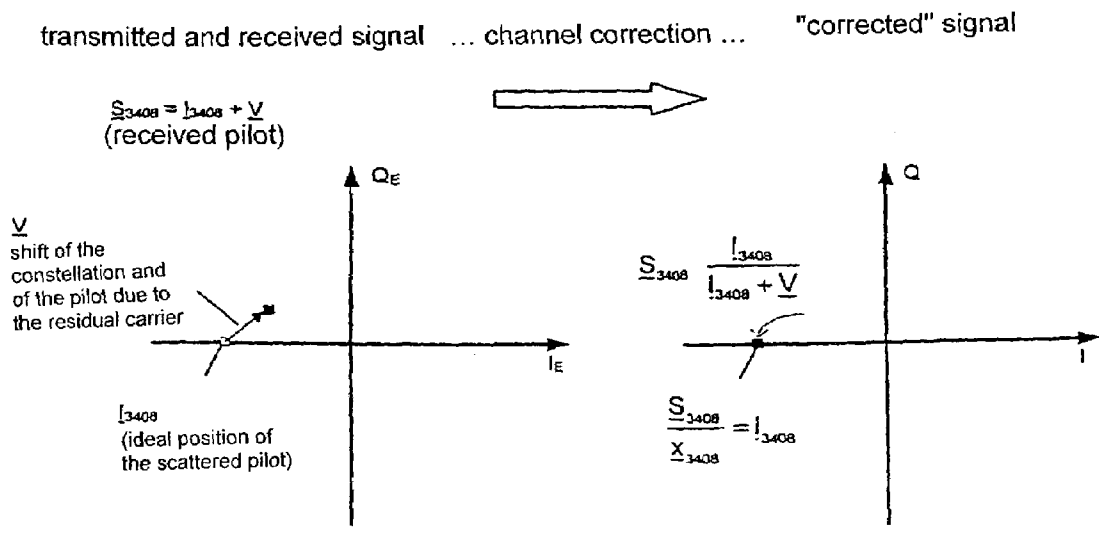 transmitted and received signal ... channel correction ... "corrected" signal
S3408 = I3408 + V
(received pilot)
QE
Q
V
shift of the
constellation and
of the pilot due to
the residual carrier
S3408 I3408 / I3408 + V
IE
I
I3408
(ideal position of
the scattered pilot)
S3408 / X3408 = I3408